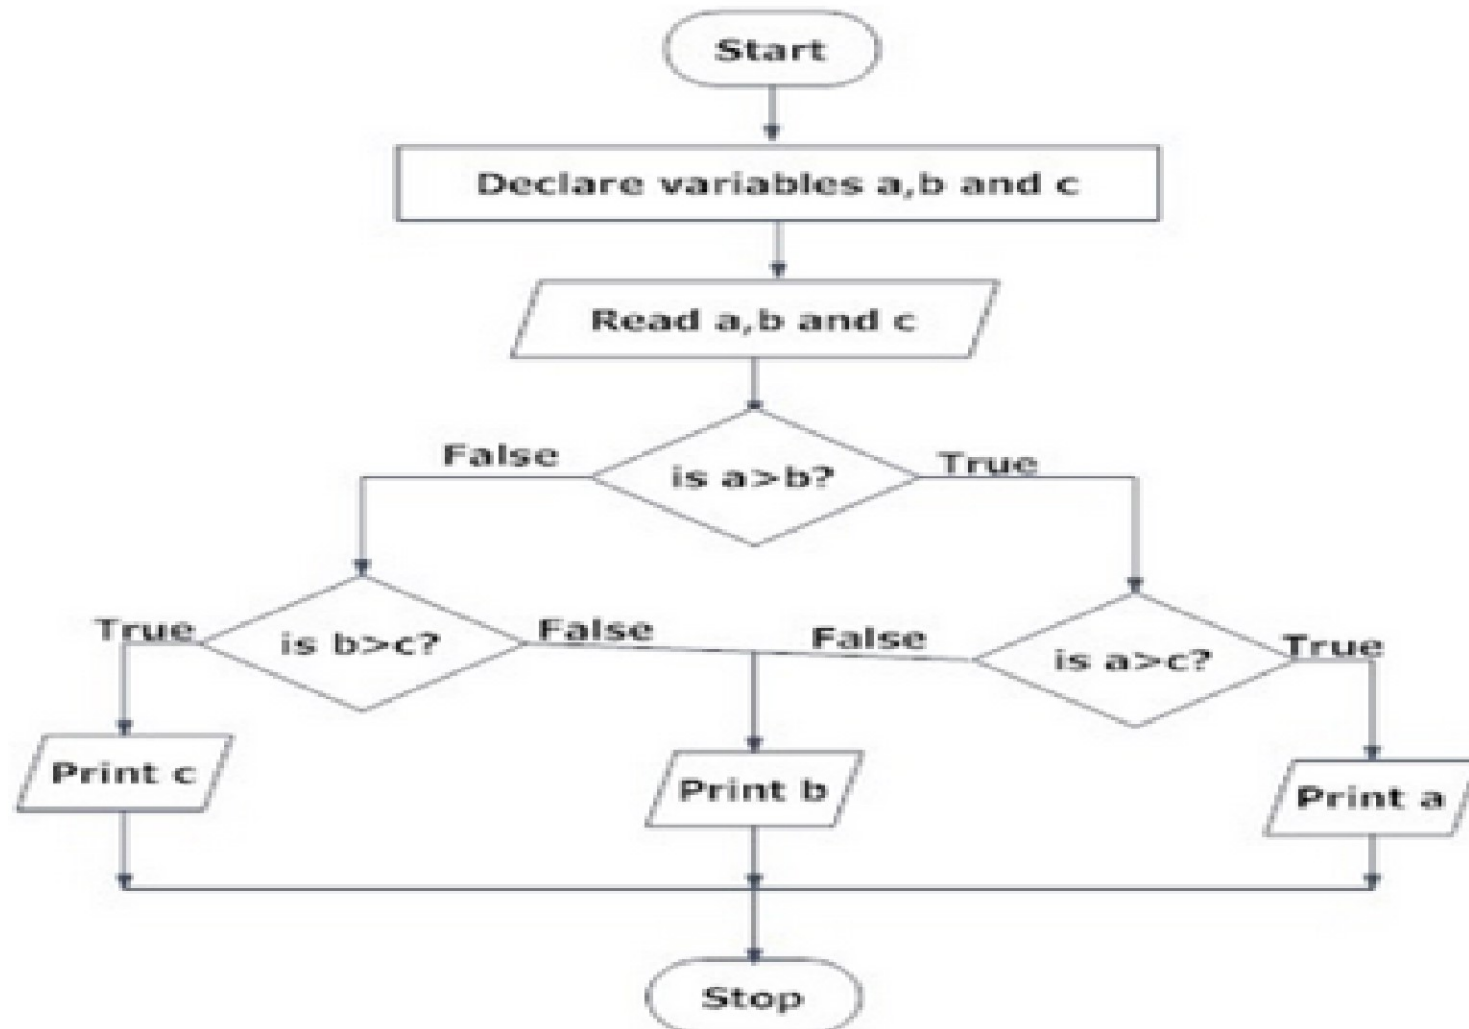 Start
Declare variables a,b and c
Read a,b and c
False
is a>b?
True
True
is b>c?
False
False
is a>c?
True
Print c
Print b
Print a
Stop